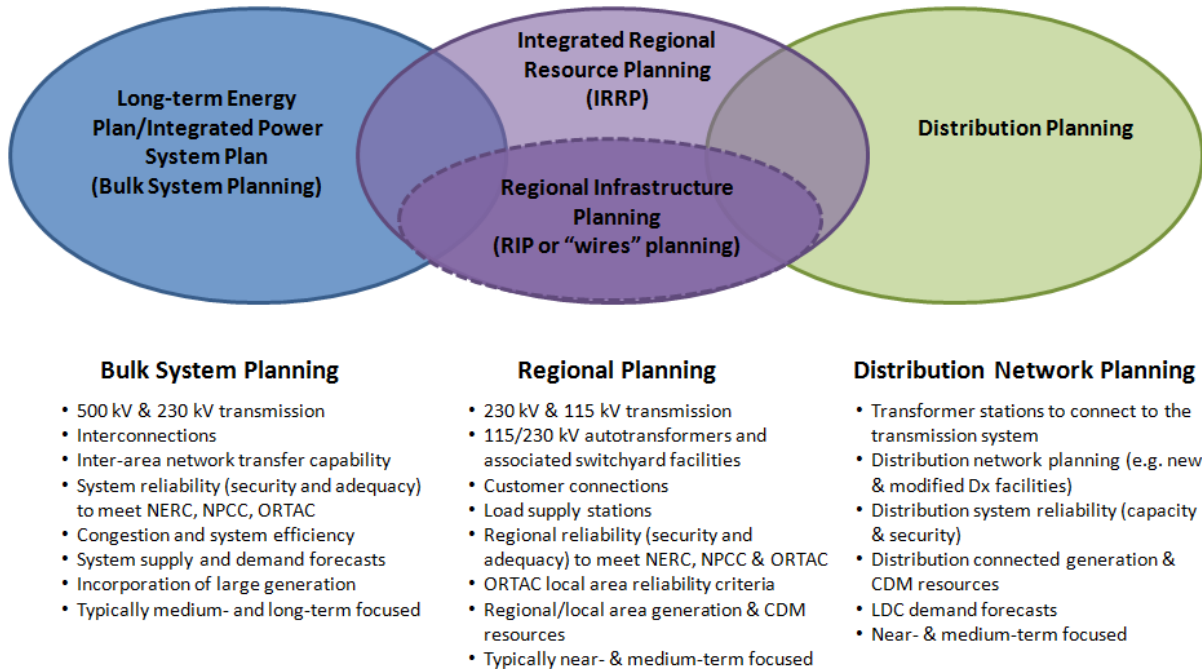 Long-term Energy
Plan/Integrated Power
System Plan
(Bulk System Planning)
Integrated Regional
Resource Planning
(IRRP)
Regional Infrastructure
Planning
(RIP or “wires” planning)
Distribution Planning
Bulk System Planning
• 500 kV & 230 kV transmission
• Interconnections
• Inter-area network transfer capability
• System reliability (security and adequacy)
to meet NERC, NPCC, ORTAC
• Congestion and system efficiency
• System supply and demand forecasts
• Incorporation of large generation
• Typically medium- and long-term focused
Regional Planning
• 230 kV & 115 kV transmission
• 115/230 kV autotransformers and
associated switchyard facilities
• Customer connections
• Load supply stations
• Regional reliability (security and
adequacy) to meet NERC, NPCC & ORTAC
• ORTAC local area reliability criteria
• Regional/local area generation & CDM
resources
• Typically near- & medium-term focused
Distribution Network Planning
• Transformer stations to connect to the
transmission system
• Distribution network planning (e.g. new
& modified Dx facilities)
• Distribution system reliability (capacity
& security)
• Distribution connected generation &
CDM resources
• LDC demand forecasts
• Near- & medium-term focused